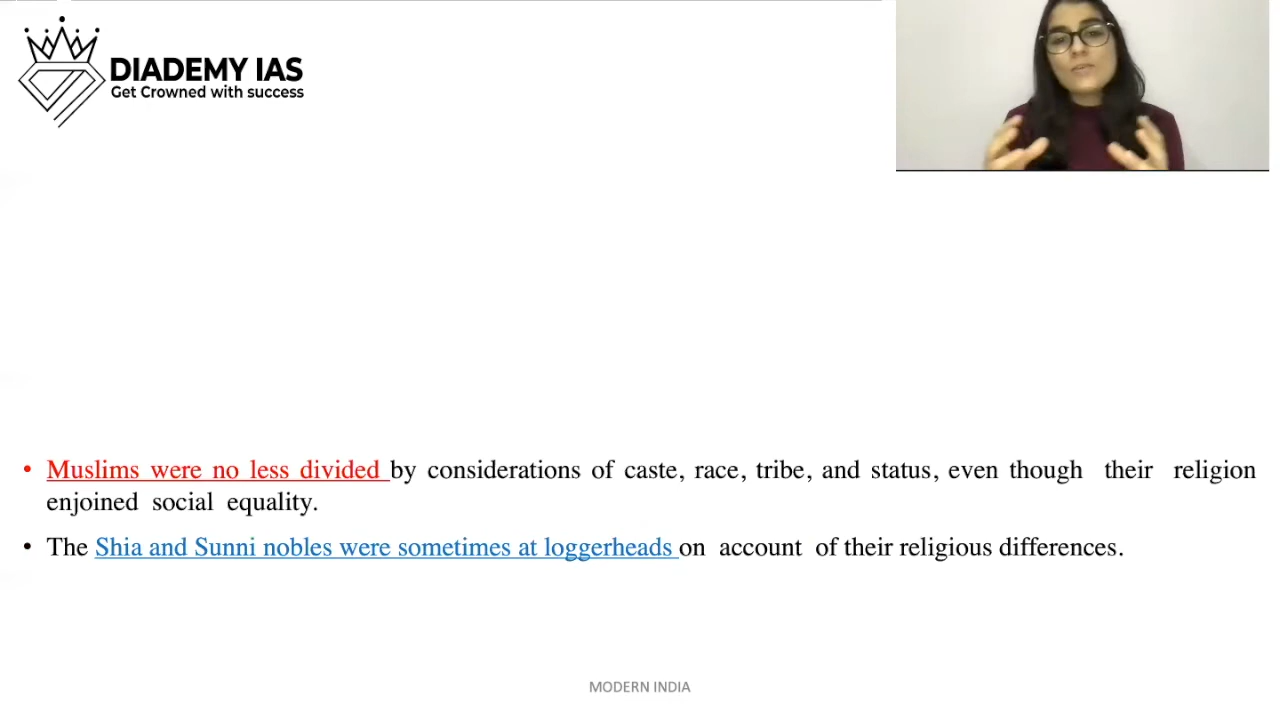 DIADEMY IAS
Get Crowned with success
• Muslims were no less divided by considerations of caste, race, tribe, and status, even though their religion
enjoined social equality.
• The Shia and Sunni nobles were sometimes at loggerheads on account of their religious differences.
MODERN INDIA